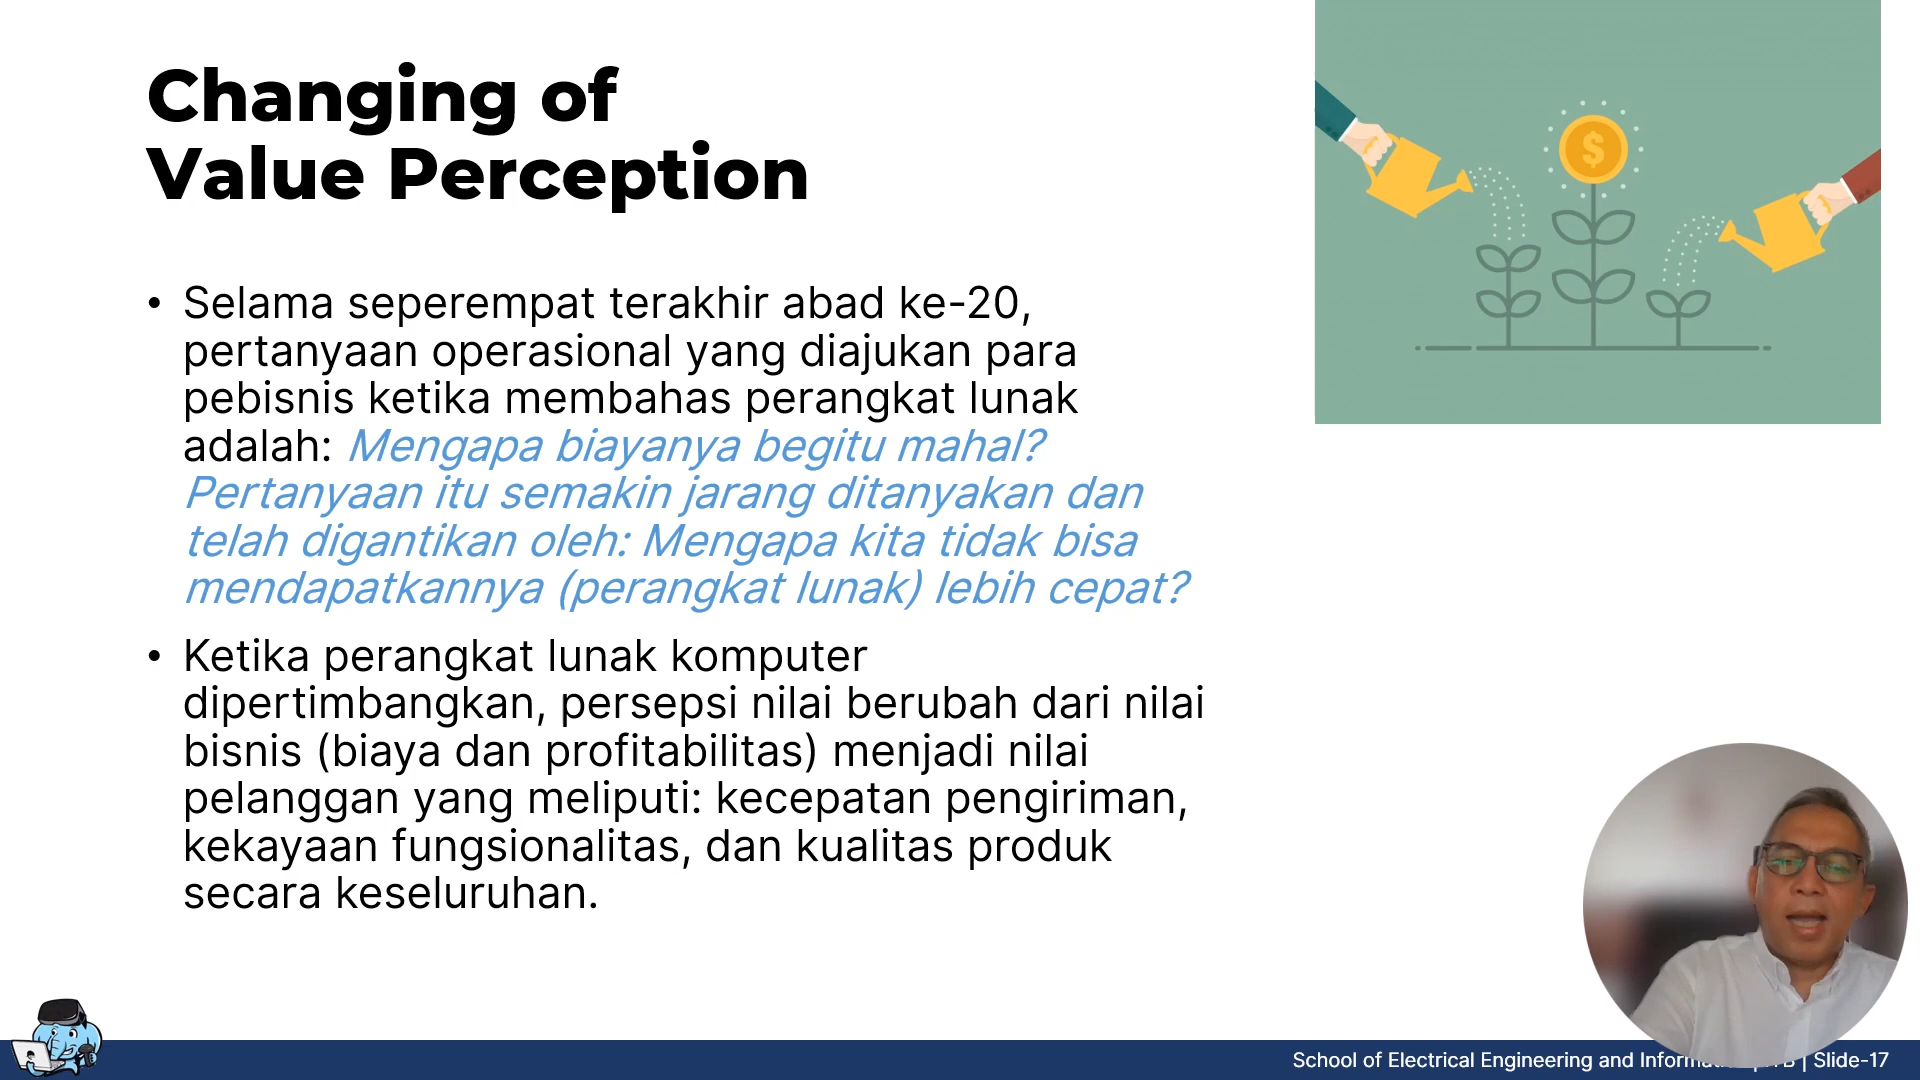 Changing of
Value Perception
$
• Selama seperempat terakhir abad ke-20,
pertanyaan operasional yang diajukan para
pebisnis ketika membahas perangkat lunak
adalah: Mengapa biayanya begitu mahal?
Pertanyaan itu semakin jarang ditanyakan dan
telah digantikan oleh: Mengapa kita tidak bisa
mendapatkannya (perangkat lunak) lebih cepat?
• Ketika perangkat lunak komputer
dipertimbangkan, persepsi nilai berubah dari nilai
bisnis (biaya dan profitabilitas) menjadi nilai
pelanggan yang meliputi: kecepatan pengiriman,
kekayaan fungsionalitas, dan kualitas produk
secara keseluruhan.
School of Electrical Engineering and | Slide-17